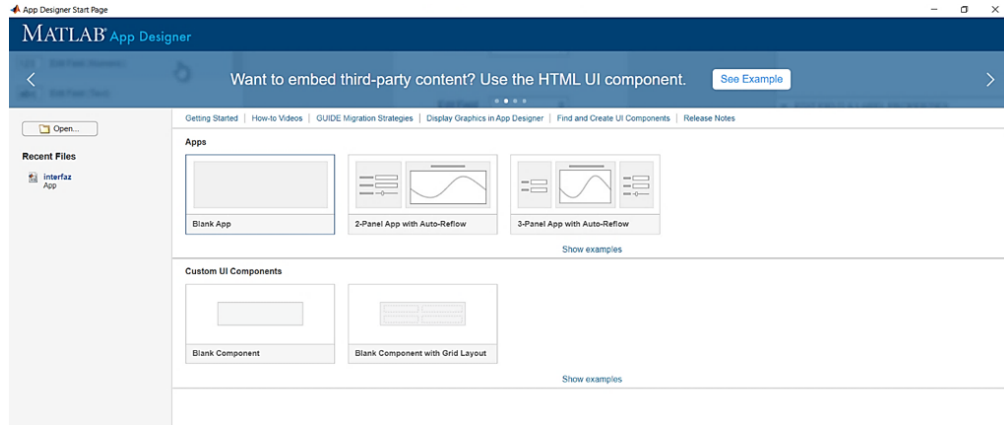 App Designer Start Page
MATLAB® App Designer
Want to embed third-party content? Use the HTML UI component.
See Example
Open...
Recent Files
interfaz
App
Getting Started | How-to Videos | GUIDE Migration Strategies | Display Graphics in App Designer | Find and Create UI Components | Release Notes
Apps
Blank App
2-Panel App with Auto-Reflow
3-Panel App with Auto-Reflow
Show examples
Custom UI Components
Blank Component
Blank Component with Grid Layout
Show examples